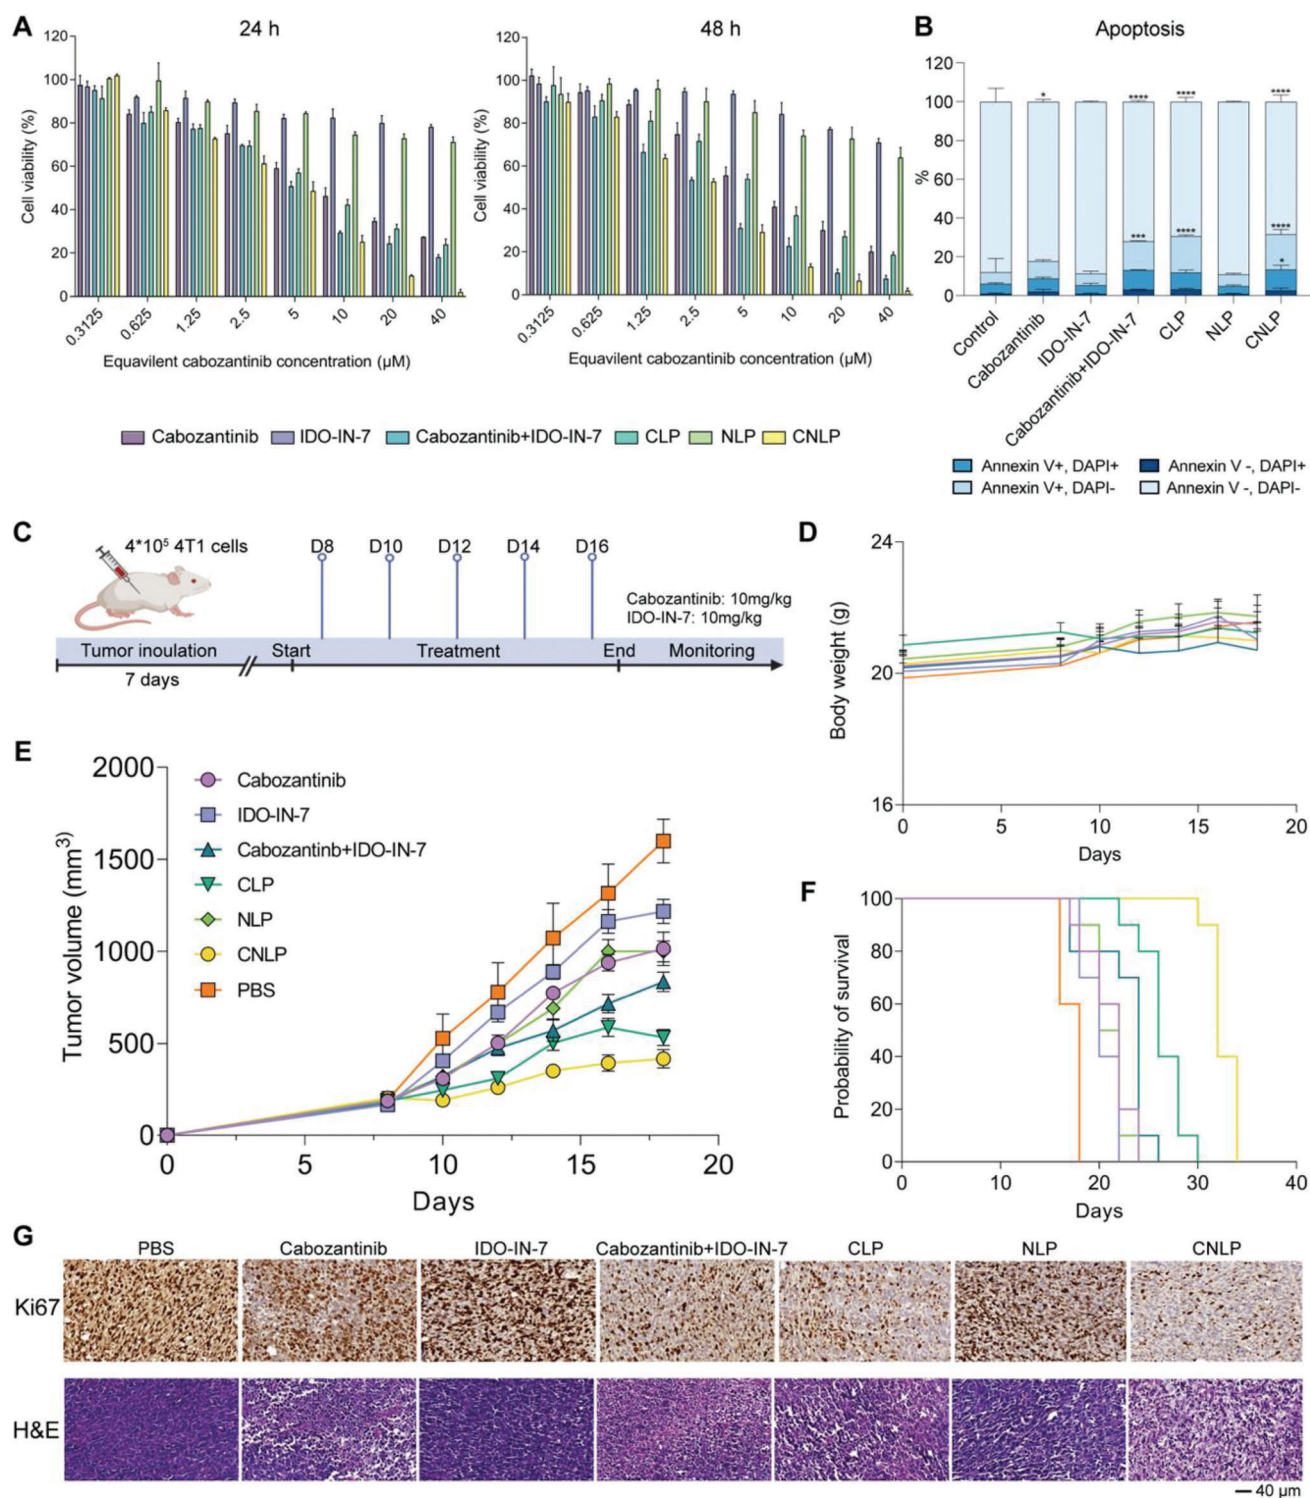 A
24 h
48 h
120
100
80
60
40
20
0
Cell viability (%)
0.3125
0.625
1.25
2.5
5
10
20
40
Equavilent cabozantinib concentration (µM)
120
100
80
60
40
20
0
Cell viability (%)
0.3125
0.625
1.25
2.5
5
10
20
40
Equavilent cabozantinib concentration (µM)
Cabozantinib
IDO-IN-7
Cabozantinib+IDO-IN-7
CLP
NLP
CNLP
B
Apoptosis
120
100
80
60
40
20
0
%
*
****
****
****
***
****
****
*
Control
Cabozantinib
IDO-IN-7
Cabozantinib+IDO-IN-7
CLP
NLP
CNLP
Annexin V+, DAPI+
Annexin V -, DAPI+
Annexin V+, DAPI-
Annexin V -, DAPI-
C
4*10⁵ 4T1 cells
D8
D10
D12
D14
D16
Cabozantinib: 10mg/kg
IDO-IN-7: 10mg/kg
Tumor inoulation
Start
Treatment
End
Monitoring
7 days
D
24
20
16
Body weight (g)
0
5
10
15
20
Days
E
2000
1500
1000
500
0
Tumor volume (mm³)
Cabozantinib
IDO-IN-7
Cabozantinb+IDO-IN-7
CLP
NLP
CNLP
PBS
0
5
10
15
20
Days
F
100
80
60
40
20
0
Probability of survival
0
10
20
30
40
Days
G
PBS
Cabozantinib
IDO-IN-7
Cabozantinib+IDO-IN-7
CLP
NLP
CNLP
Ki67
H&E
40 µm